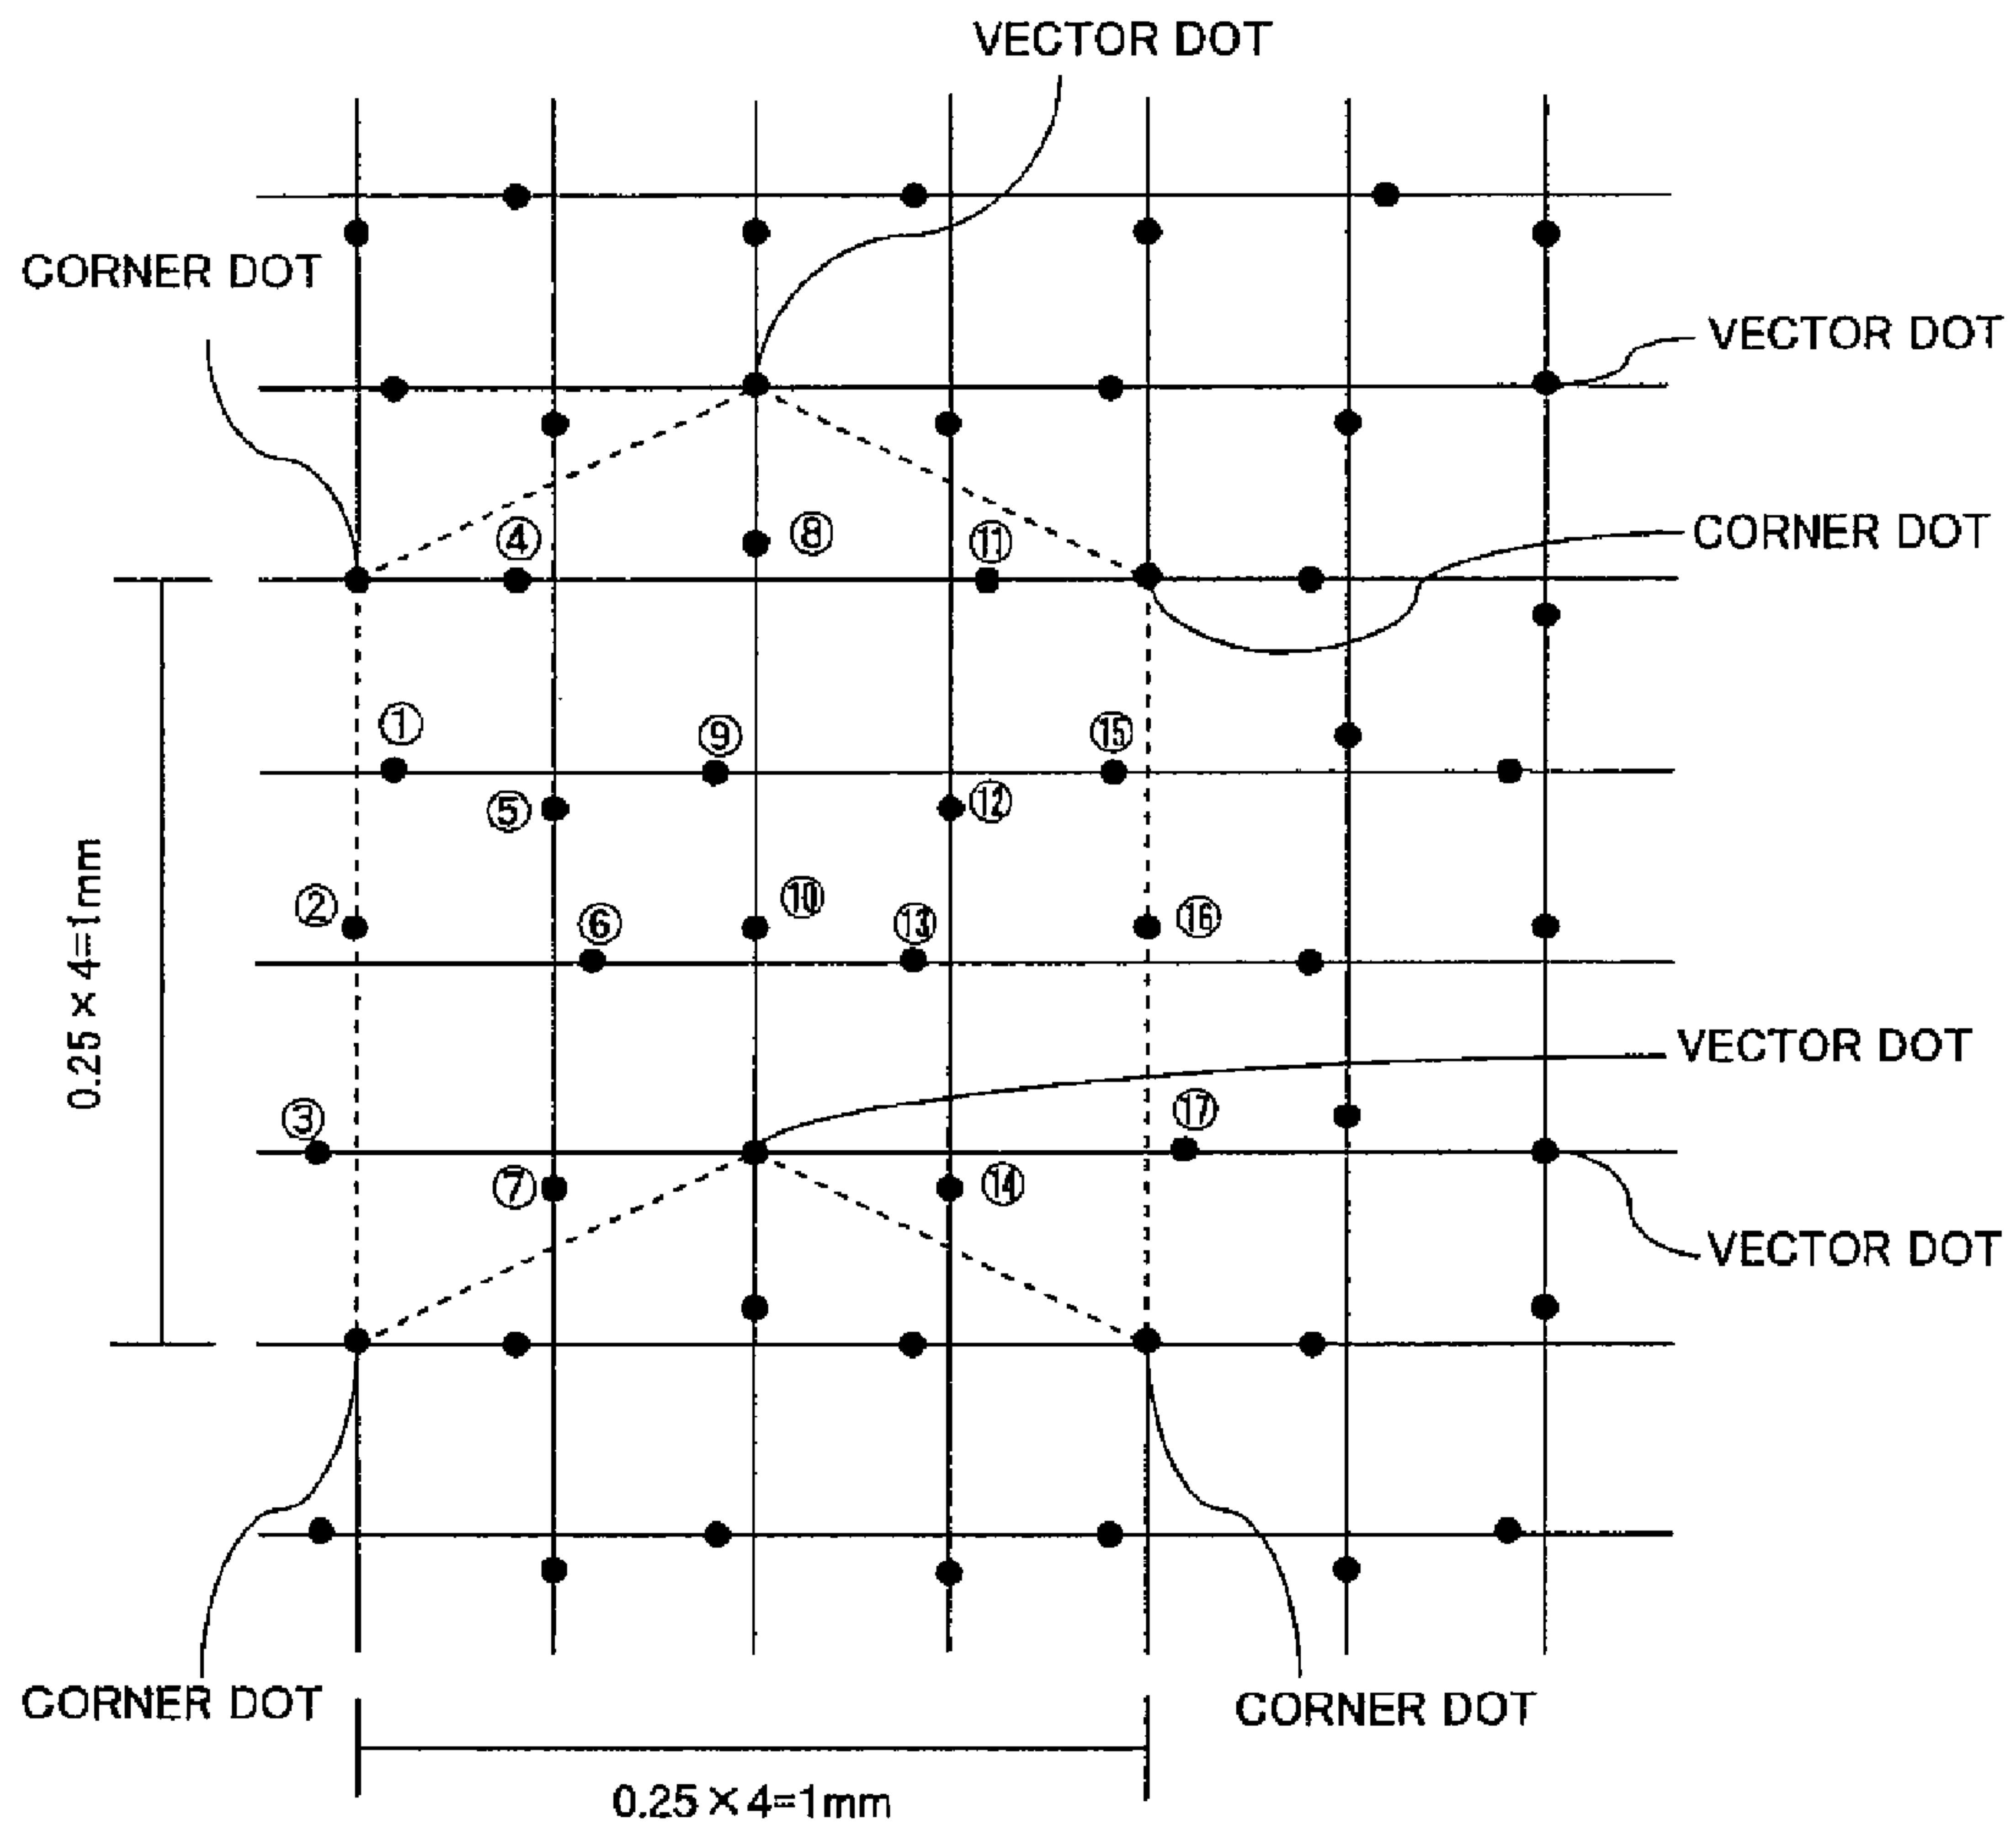 VECTOR DOT
CORNER DOT
VECTOR DOT
④
⑧
⑪
CORNER DOT
①
⑨
⑮
⑤
⑫
0.25×4=1mm
②
⑥
⑩
⑬
⑯
VECTOR DOT
③
⑰
⑦
⑭
VECTOR DOT
CORNER DOT
CORNER DOT
0.25×4=1mm